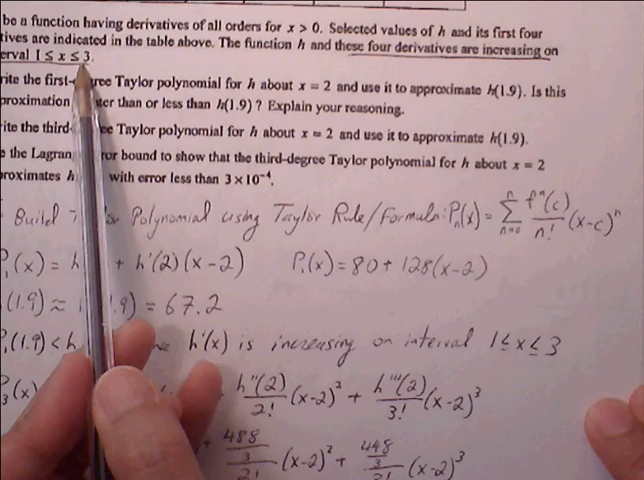 be a function having derivatives of all orders for x > 0. Selected values of h and its first four
tives are indicated in the table above. The function h and these four derivatives are increasing on
erval 1 ≤ x ≤ 3.
rite the first- ree Taylor polynomial for h about x = 2 and use it to approximate h(1.9). Is this
proximation ter than or less than h(1.9) ? Explain your reasoning.
rite the third- ee Taylor polynomial for h about x = 2 and use it to approximate h(1.9).
e the Lagran ror bound to show that the third-degree Taylor polynomial for h about x = 2
proximates h with error less than 3 × 10⁻⁴.
Build Polynomial using Taylor Rule/Formula: Pₙ(x) = ∑ⁿₙ₌₀ fⁿ(c)/n! (x-c)ⁿ
P₁(x) = h + h'(2)(x-2) P₁(x) = 80 + 128(x-2)
(1.9) ≈ .9) = 67.2
P₁(1.9) < h h'(x) is increasing on interval 1 ≤ x ≤ 3
P₃(x) h''(2)/2! (x-2)² + h'''(2)/3! (x-2)³
+ 488/3/2! (x-2)² + 448/3/3! (x-2)³